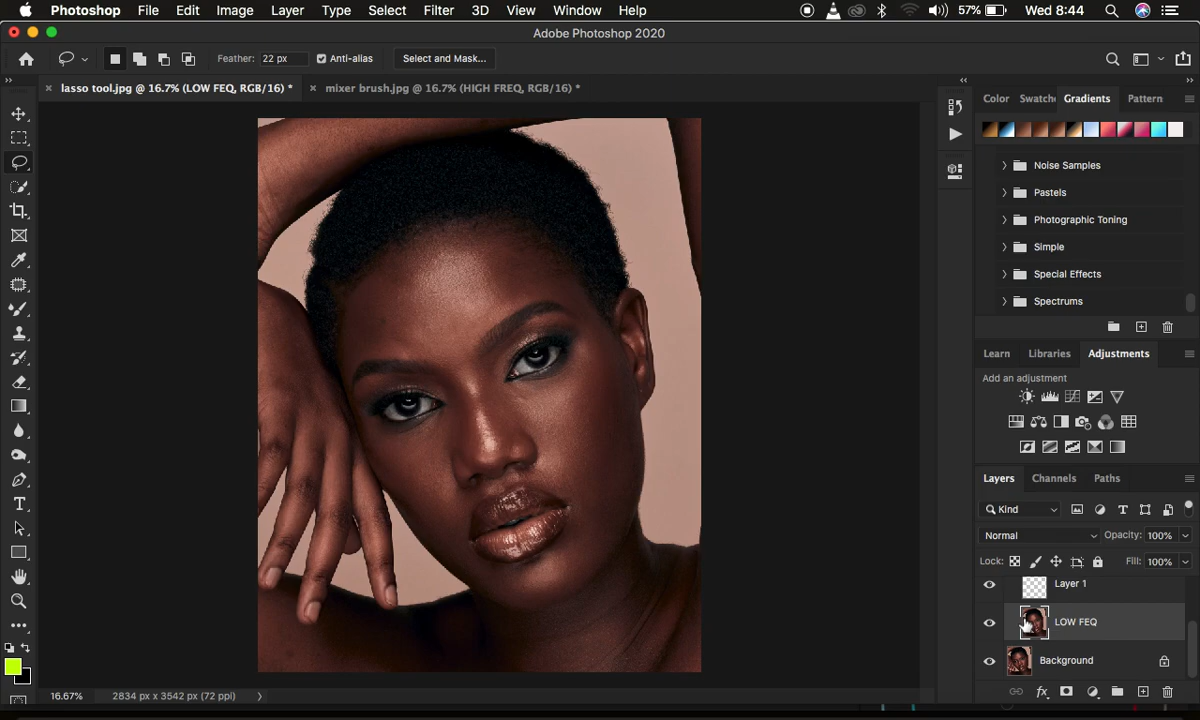 Photoshop File Edit Image Layer Type Select Filter 3D View Window Help 57% Wed 8:44
Adobe Photoshop 2020
Feather: 22 px Anti-alias Select and Mask...
lasso tool.jpg @ 16.7% (LOW FEQ, RGB/16) * mixer brush.jpg @ 16.7% (HIGH FREQ, RGB/16) *
Color Swatche Gradients Pattern
Noise Samples
Pastels
Photographic Toning
Simple
Special Effects
Spectrums
Learn Libraries Adjustments
Add an adjustment
Layers Channels Paths
Kind
Normal Opacity: 100%
Lock: Fill: 100%
Layer 1
LOW FEQ
Background
16.67% 2834 px x 3542 px (72 ppi)